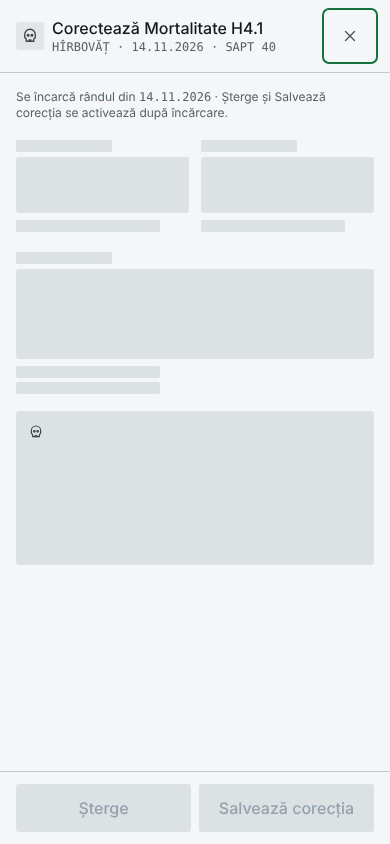 Corectează Mortalitate H4.1
HÎRBOVĂȚ · 14.11.2026 · SAPT 40
Se încarcă rândul din 14.11.2026 · Șterge și Salvează
corecția se activează după încărcare.
Șterge
Salvează corecția